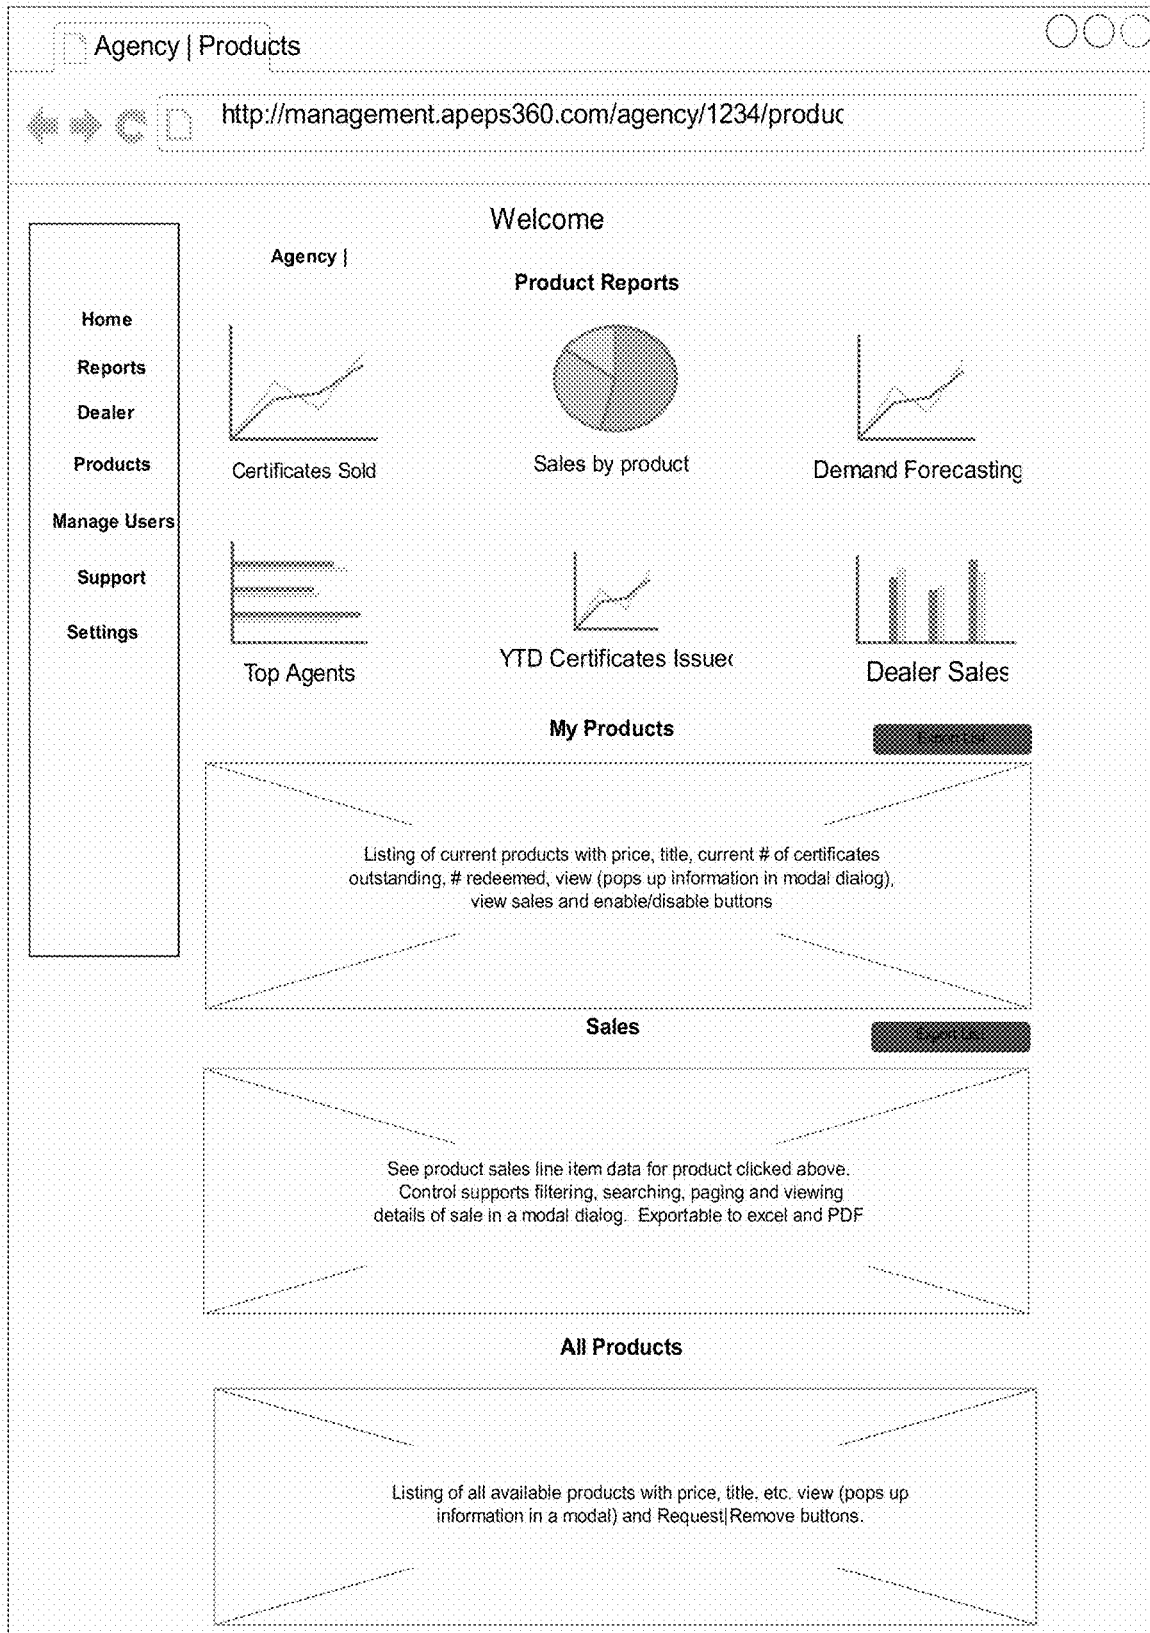 Agency | Products
http://management.apeps360.com/agency/1234/produc
Welcome
Agency |
Product Reports
Home
Reports
Dealer
Products
Manage Users
Support
Settings
Certificates Sold
Sales by product
Demand Forecasting
Top Agents
YTD Certificates Issued
Dealer Sales
My Products
Export List
Listing of current products with price, title, current # of certificates
outstanding, # redeemed, view (pops up information in modal dialog),
view sales and enable/disable buttons
Sales
Export List
See product sales line item data for product clicked above.
Control supports filtering, searching, paging and viewing
details of sale in a modal dialog. Exportable to excel and PDF
All Products
Listing of all available products with price, title, etc. view (pops up
information in a modal) and Request|Remove buttons.